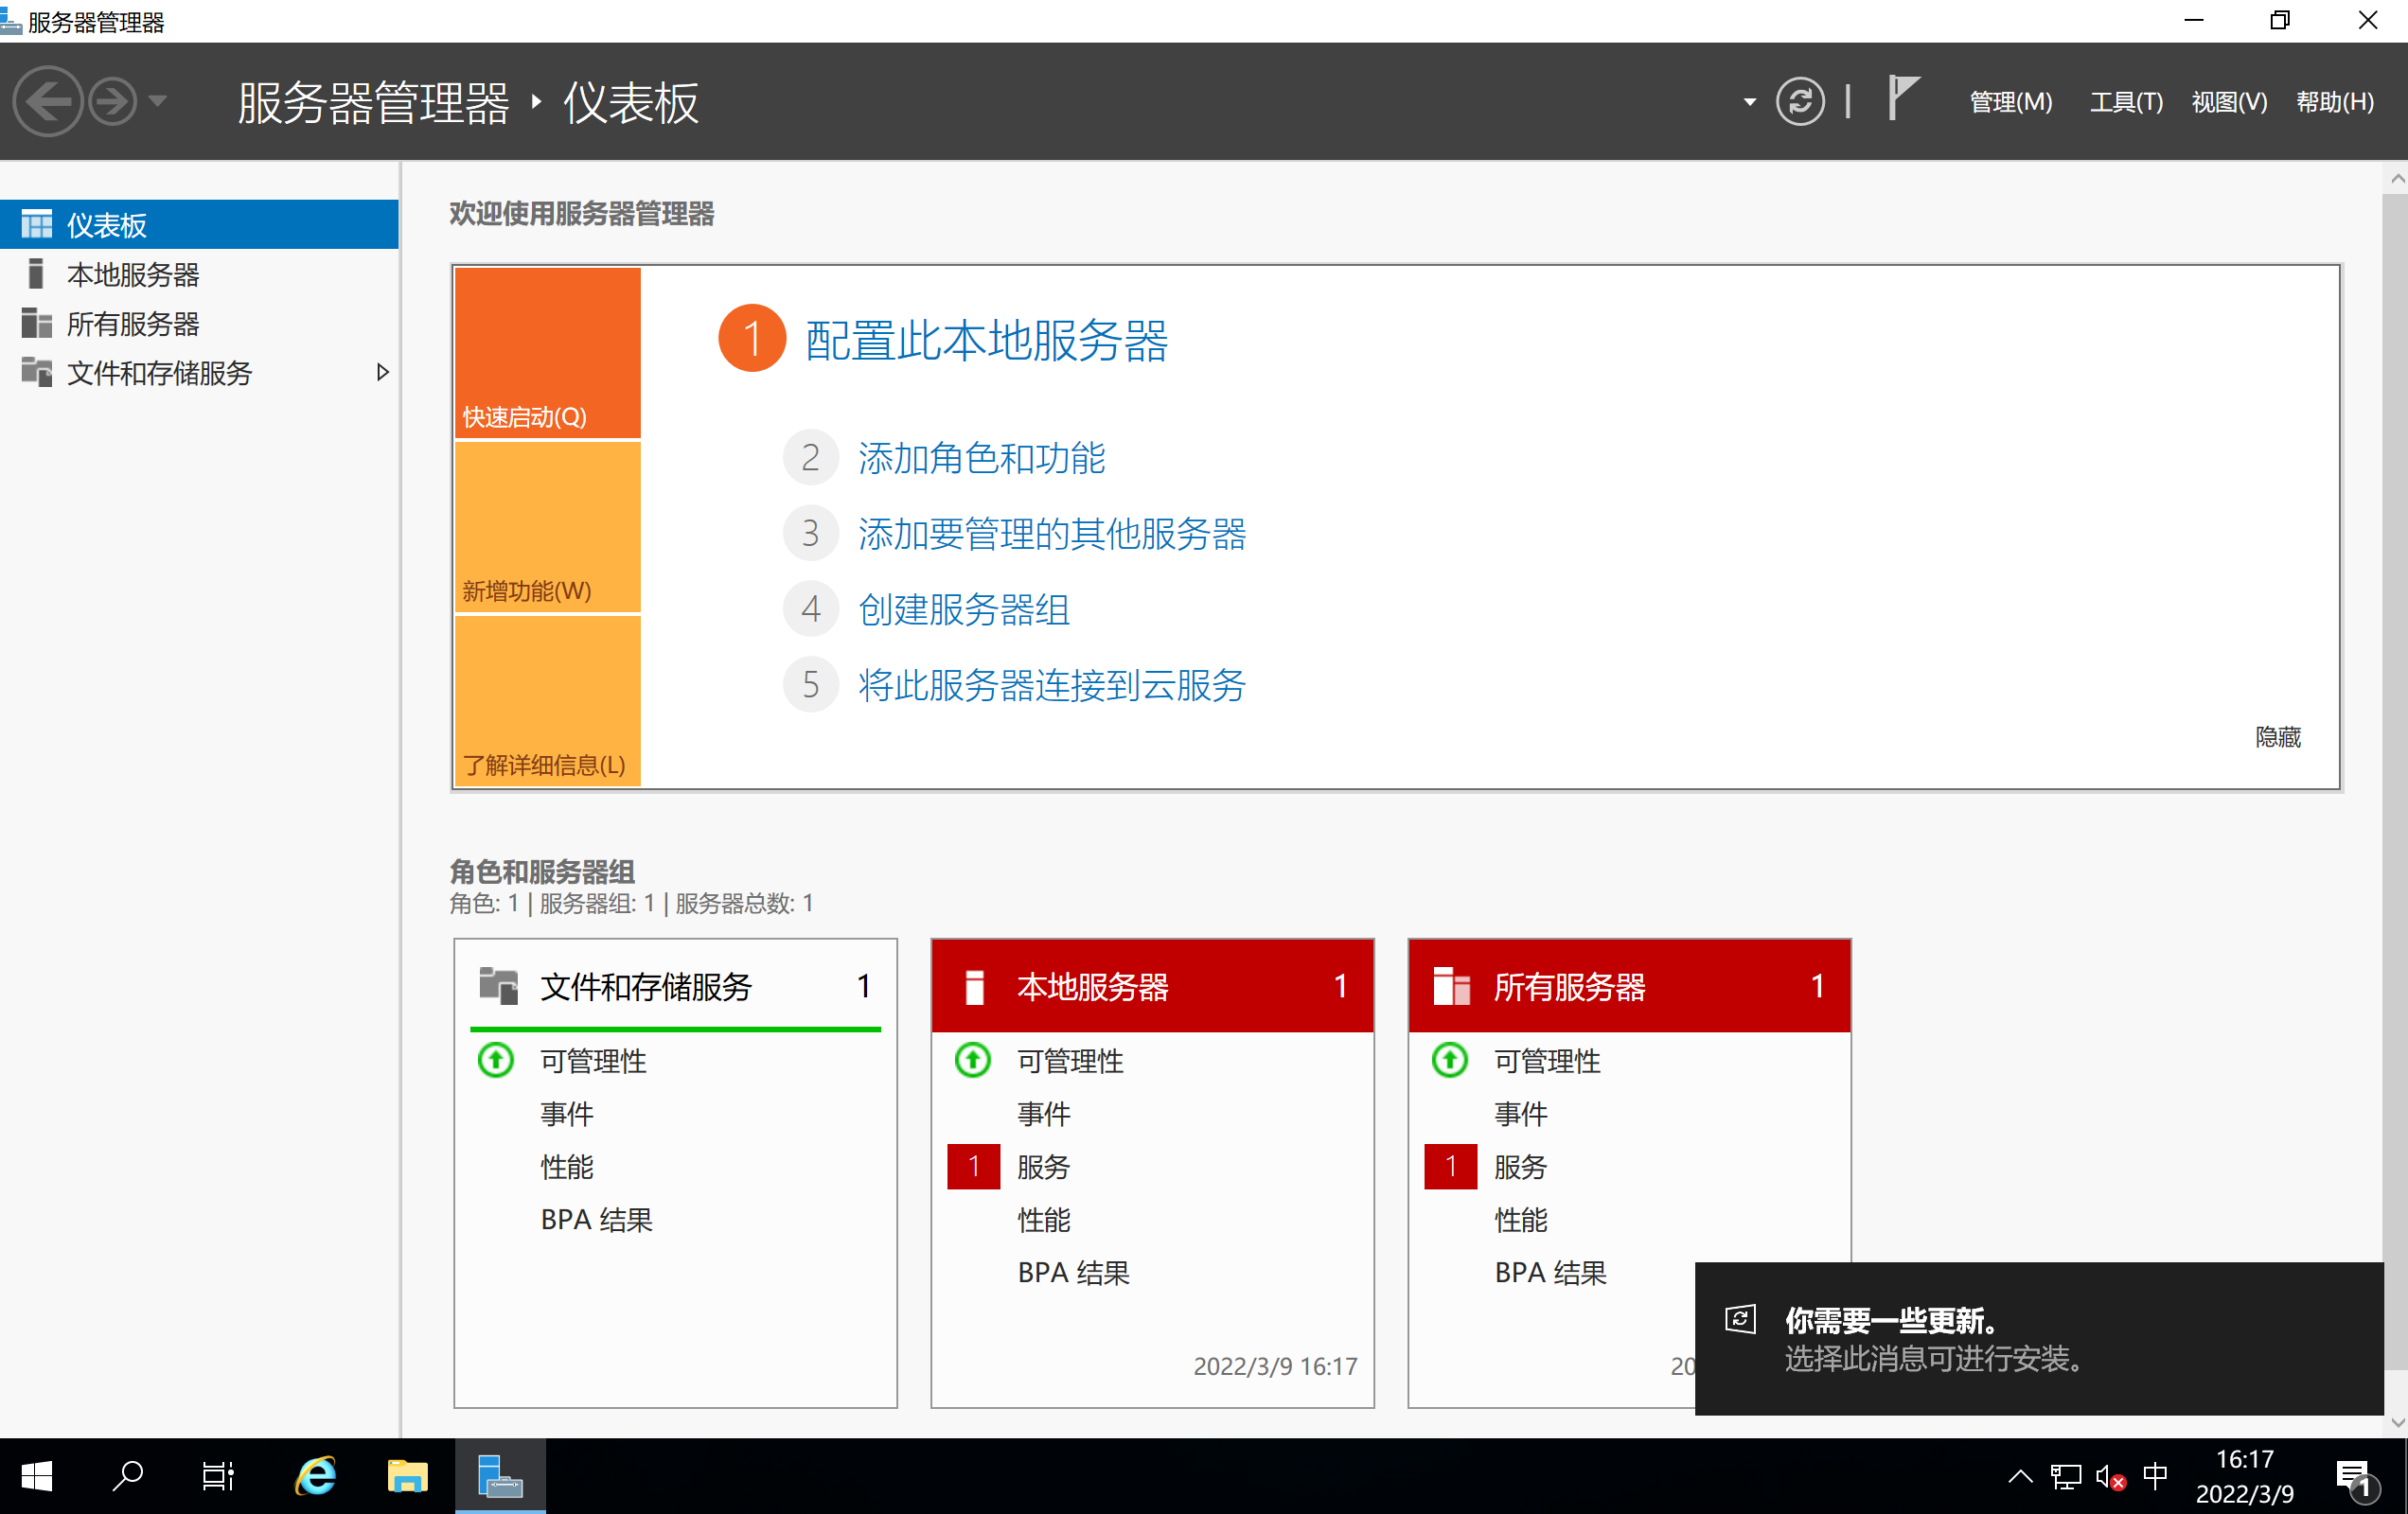 服务器管理器
服务器管理器 仪表板
管理(M) 工具(T) 视图(V) 帮助(H)
仪表板
本地服务器
所有服务器
文件和存储服务
欢迎使用服务器管理器
快速启动(Q)
新增功能(W)
了解详细信息(L)
1 配置此本地服务器
2 添加角色和功能
3 添加要管理的其他服务器
4 创建服务器组
5 将此服务器连接到云服务
隐藏
角色和服务器组
角色: 1 | 服务器组: 1 | 服务器总数: 1
文件和存储服务 1
可管理性
事件
性能
BPA 结果
本地服务器 1
可管理性
事件
1 服务
性能
BPA 结果
2022/3/9 16:17
所有服务器 1
可管理性
事件
1 服务
性能
BPA 结果
20
你需要一些更新。
选择此消息可进行安装。
中
16:17
2022/3/9
1